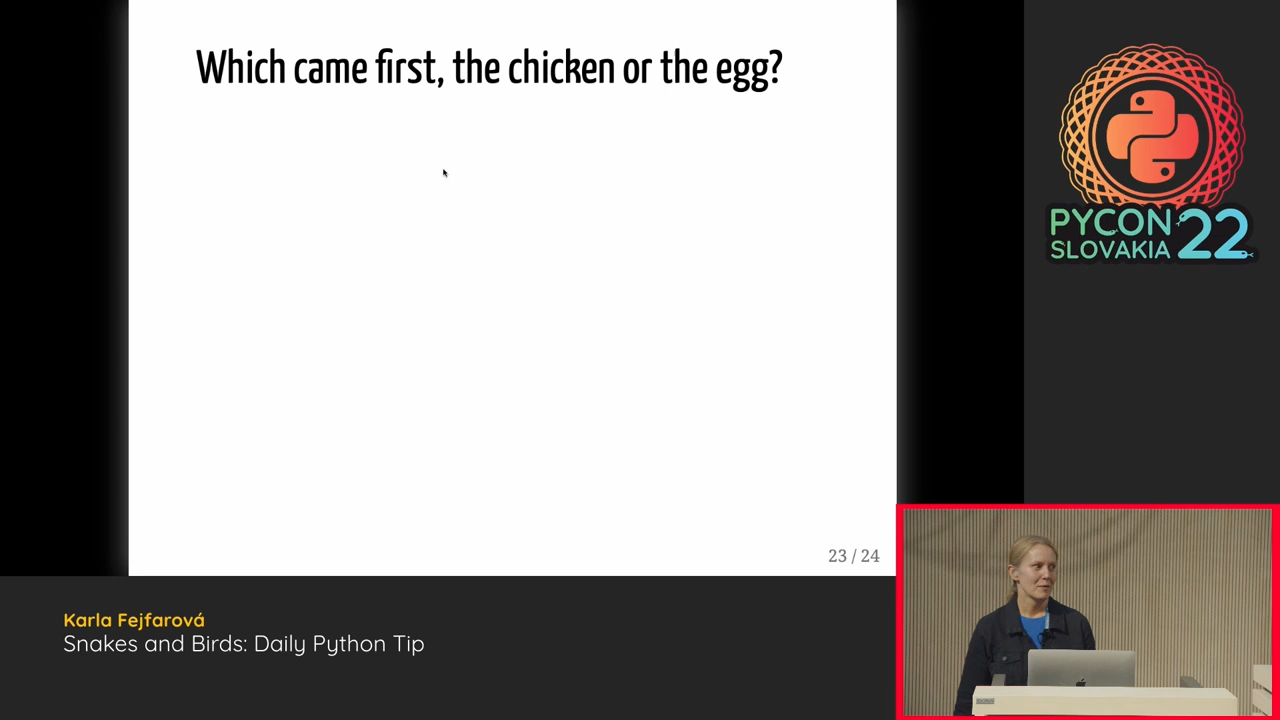 Which came first, the chicken or the egg?
23 / 24
PYCON
SLOVAKIA
22
Karla Fejfarová
Snakes and Birds: Daily Python Tip